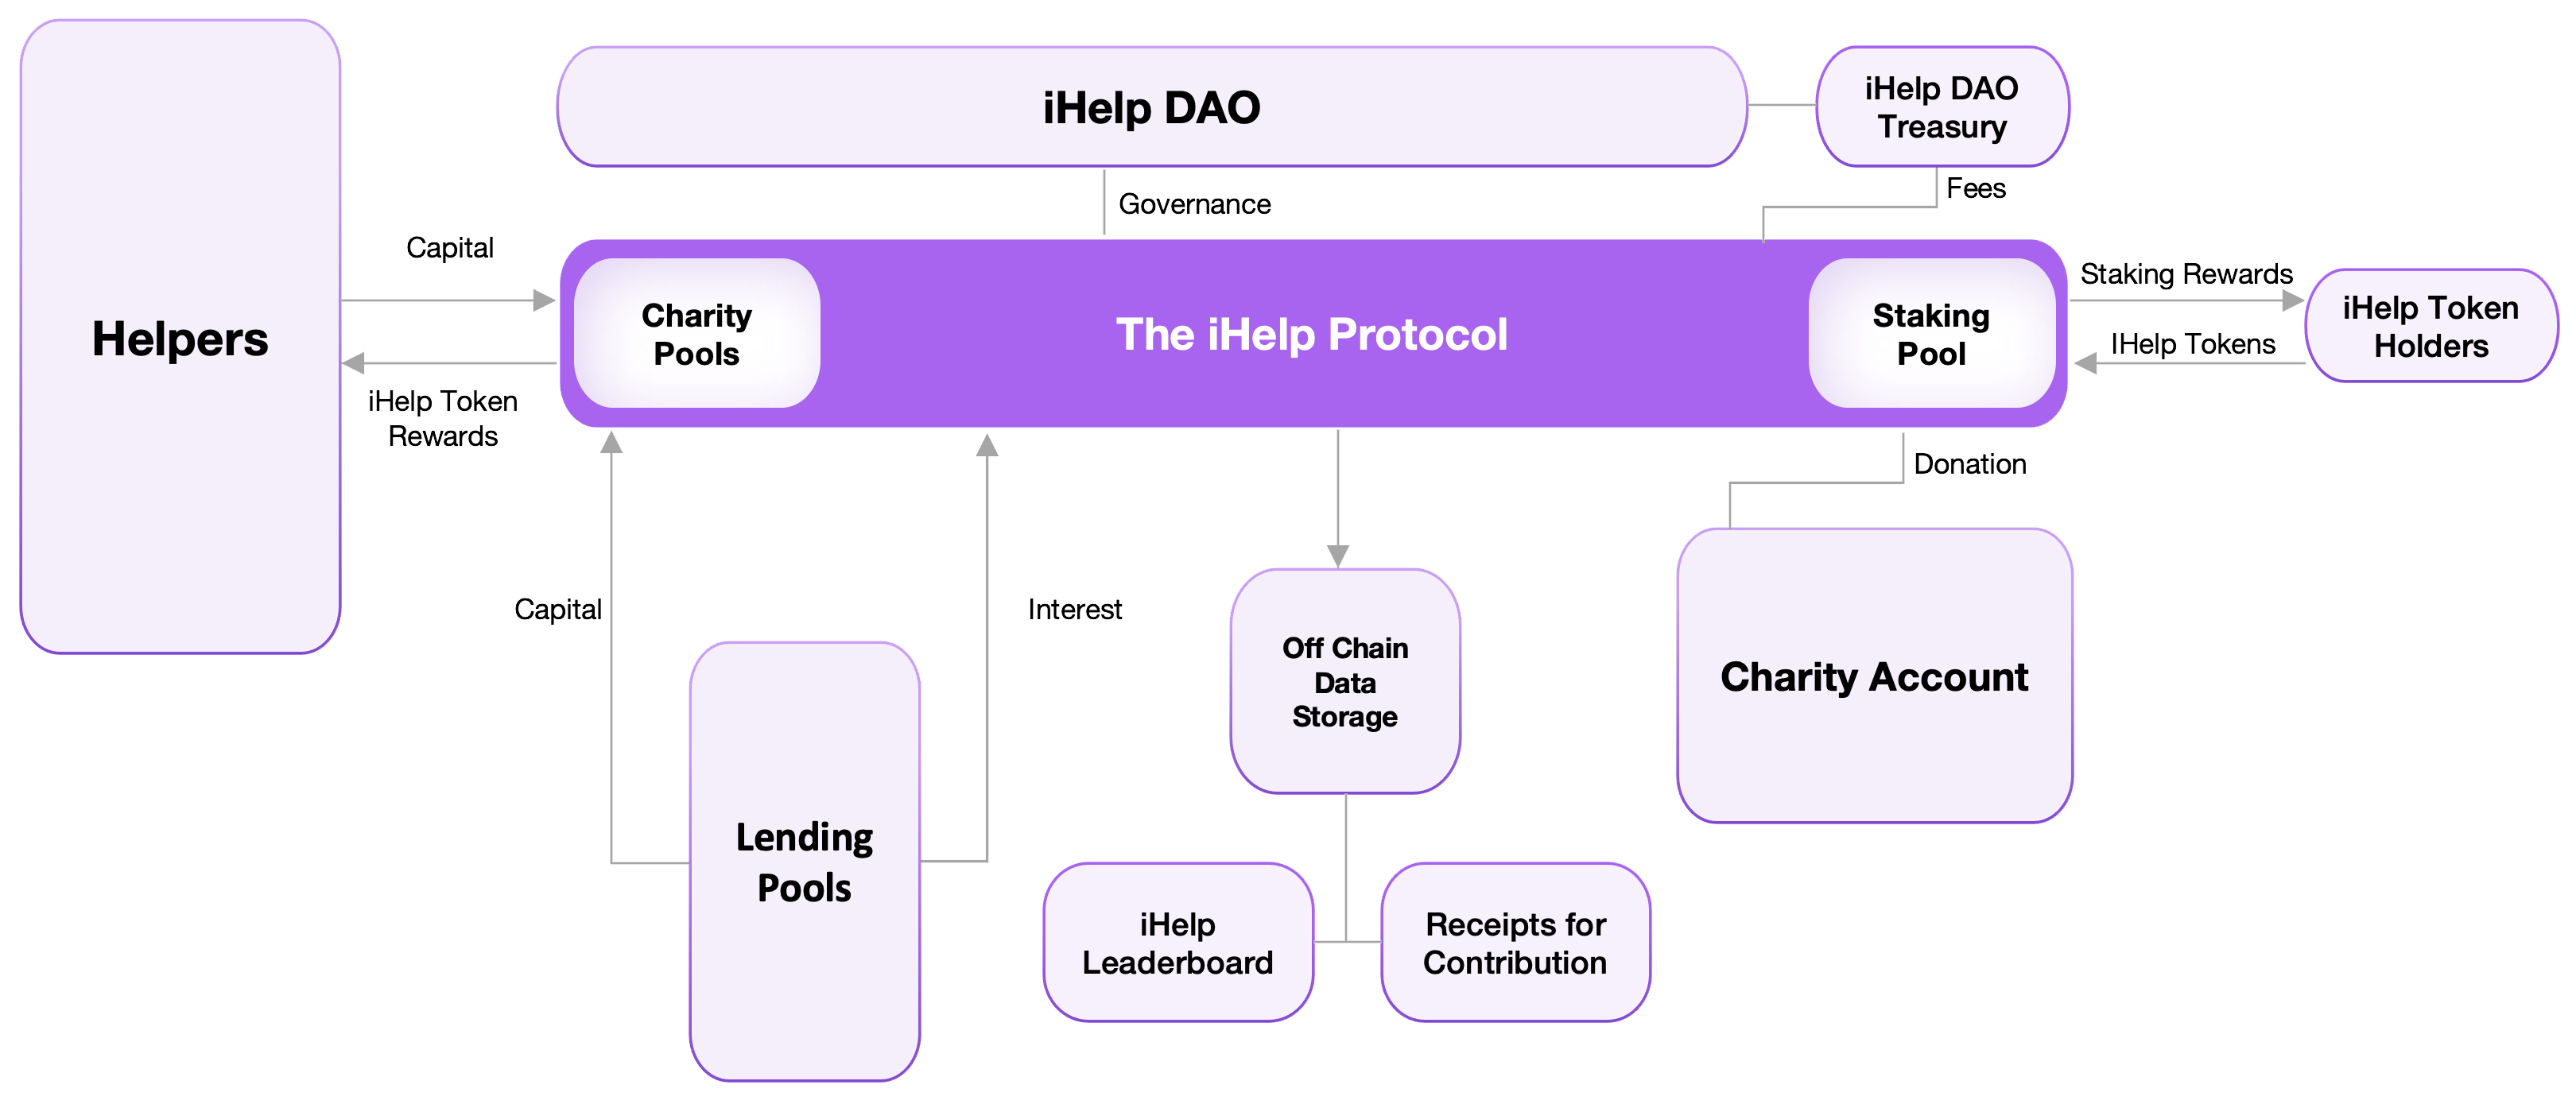 iHelp DAO
iHelp DAO
Treasury
Fees
Governance
Capital
Helpers
iHelp Token
Rewards
Charity
Pools
The iHelp Protocol
Staking
Pool
Staking Rewards
IHelp Tokens
iHelp Token
Holders
Donation
Capital
Interest
Lending
Pools
Off Chain
Data
Storage
Charity Account
iHelp
Leaderboard
Receipts for
Contribution